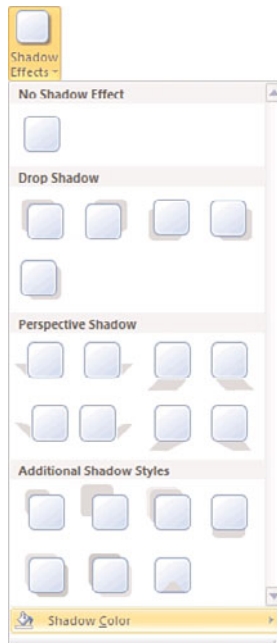 Shadow
Effects
No Shadow Effect
Drop Shadow
Perspective Shadow
Additional Shadow Styles
Shadow Color